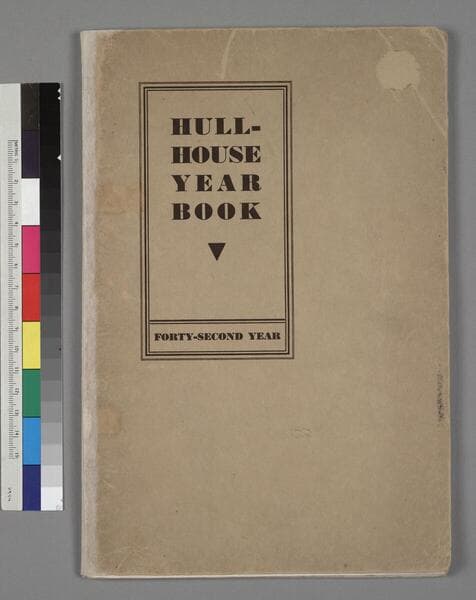 HULL-
HOUSE
YEAR
BOOK
FORTY-SECOND YEAR